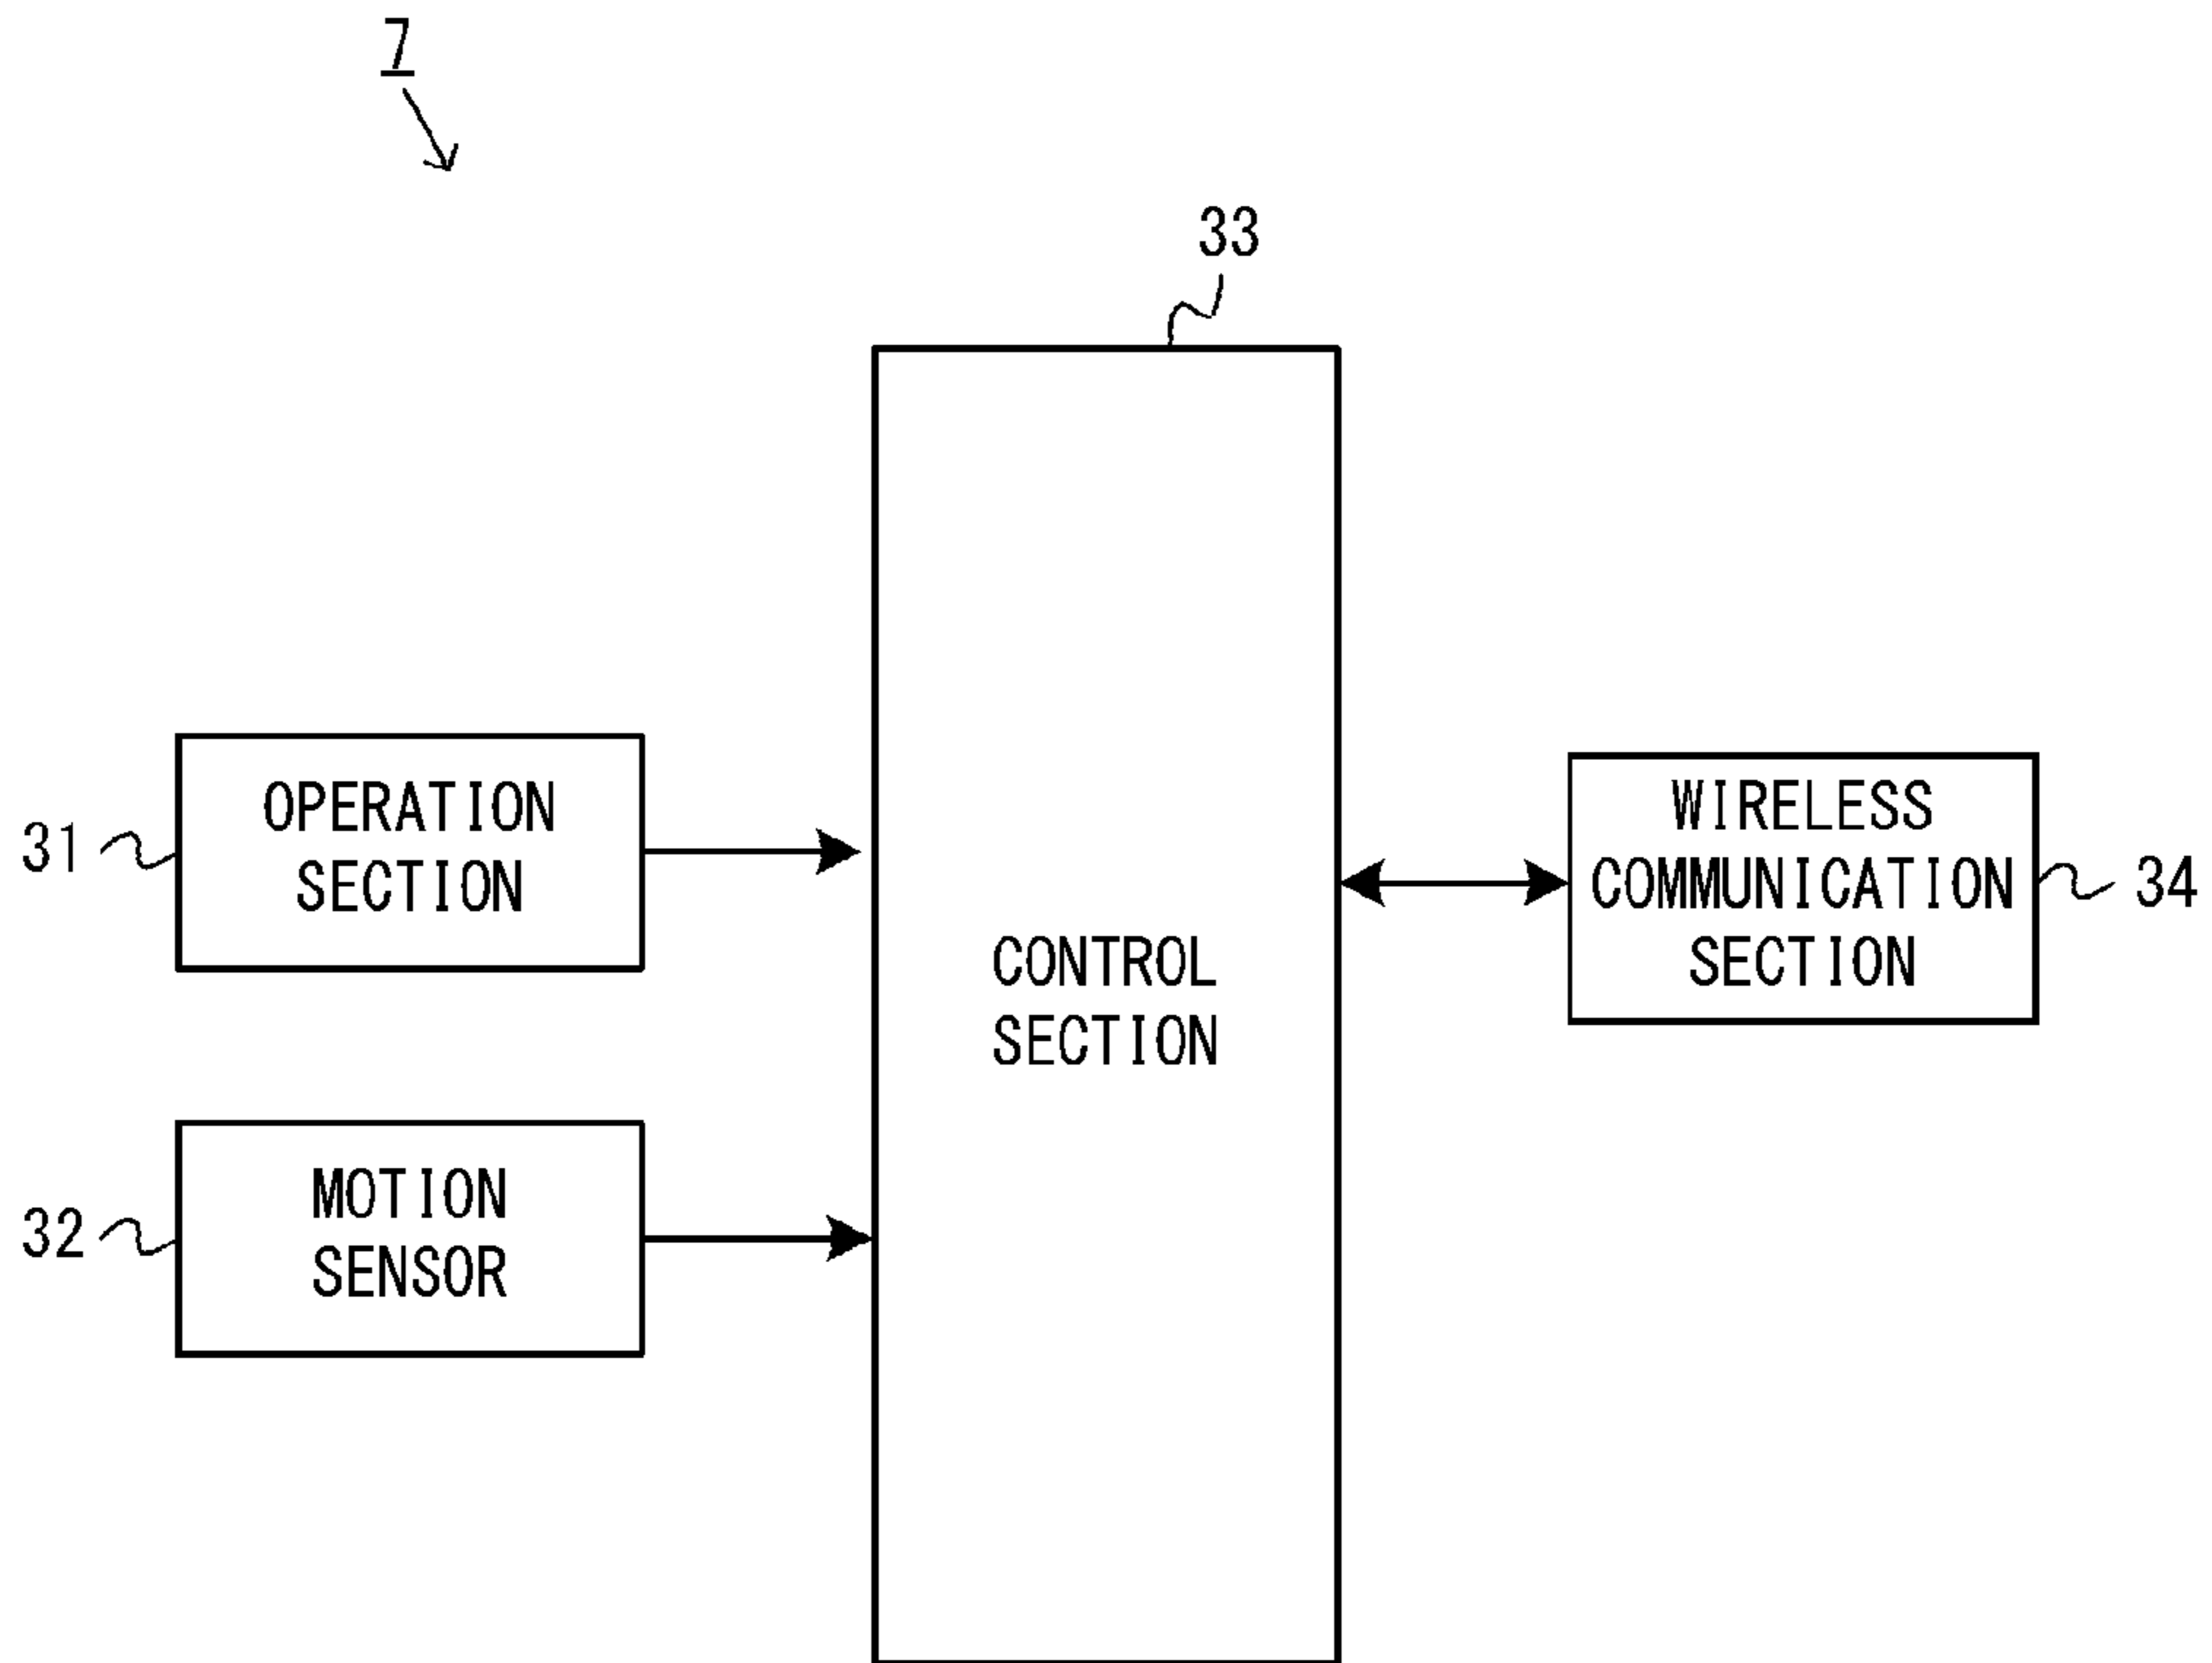 7
33
OPERATION
SECTION
31
WIRELESS
COMMUNICATION
SECTION
34
CONTROL
SECTION
MOTION
SENSOR
32